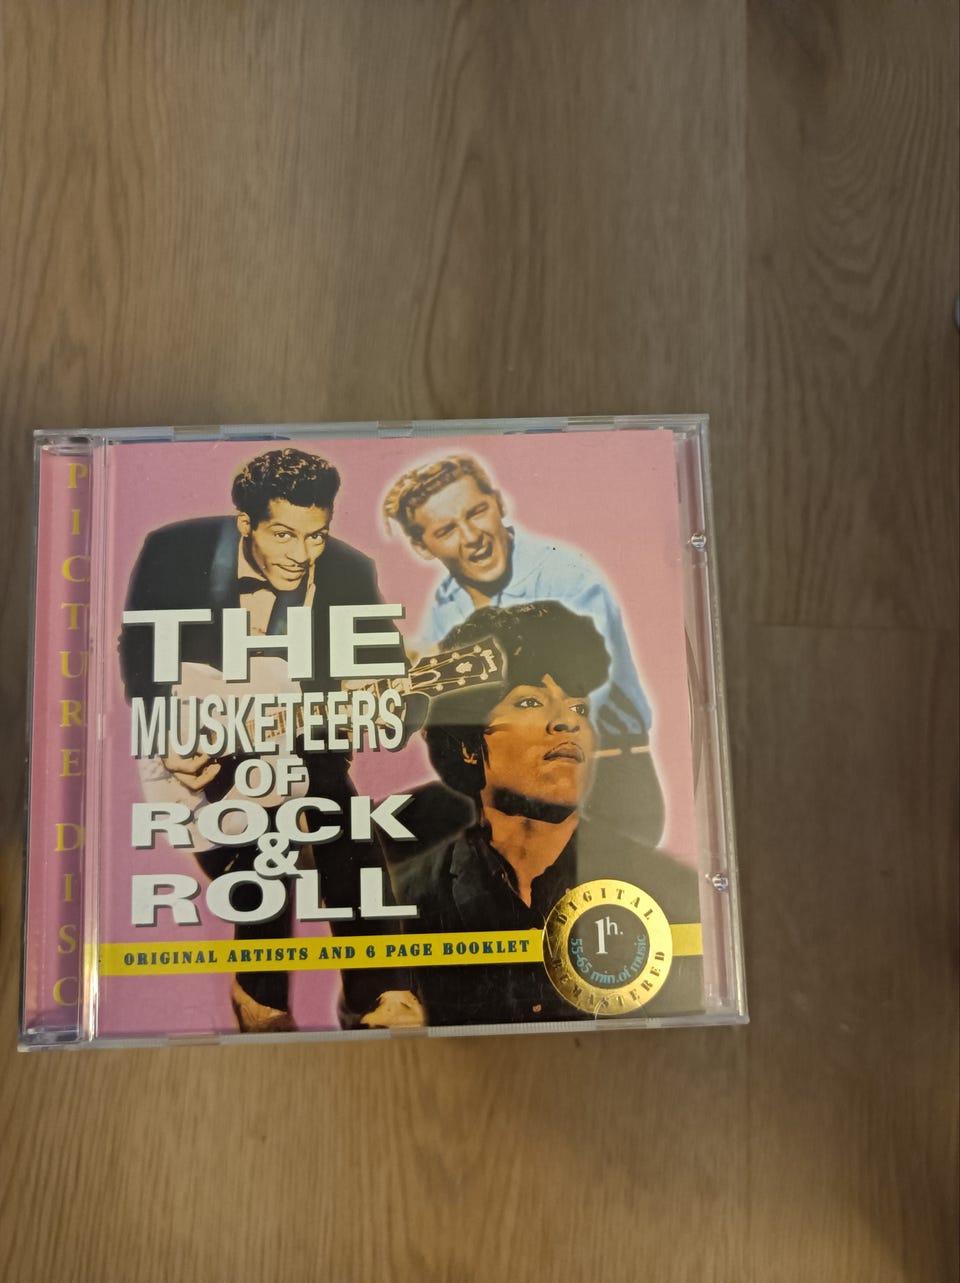 PICTURE DISC
THE
MUSKETEERS
OF
ROCK
&
ROLL
ORIGINAL ARTISTS AND 6 PAGE BOOKLET
DIGITAL
1h.
55-65 min. of music
REMASTERED